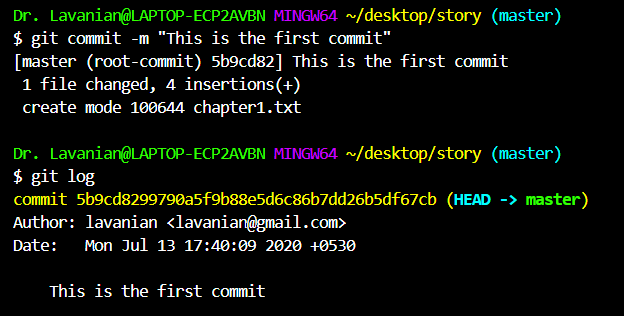 Dr. Lavanian@LAPTOP-ECP2AVBN MINGW64 ~/desktop/story (master)
$ git commit -m "This is the first commit"
[master (root-commit) 5b9cd82] This is the first commit
 1 file changed, 4 insertions(+)
 create mode 100644 chapter1.txt

Dr. Lavanian@LAPTOP-ECP2AVBN MINGW64 ~/desktop/story (master)
$ git log
commit 5b9cd8299790a5f9b88e5d6c86b7dd26b5df67cb (HEAD -> master)
Author: lavanian <lavanian@gmail.com>
Date:   Mon Jul 13 17:40:09 2020 +0530

    This is the first commit